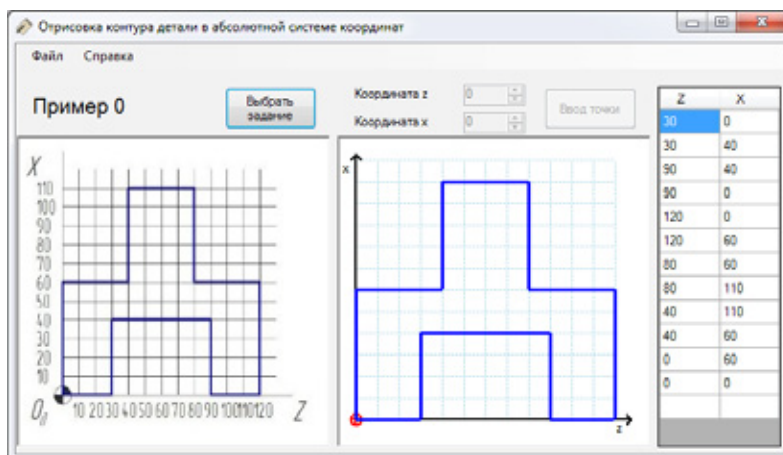 Отрисовка контура детали в абсолютной системе координат
Файл Справка
Пример 0
Выбрать
задание
Координата z 0
Координата x 0
Ввод точки
X
110
100
90
80
70
60
50
40
30
20
10
10 20 30 40 50 60 70 80 90 100 110 120 Z
x
z
Z X
30 0
30 40
90 40
90 0
120 0
120 60
80 60
80 110
40 110
40 60
0 60
0 0